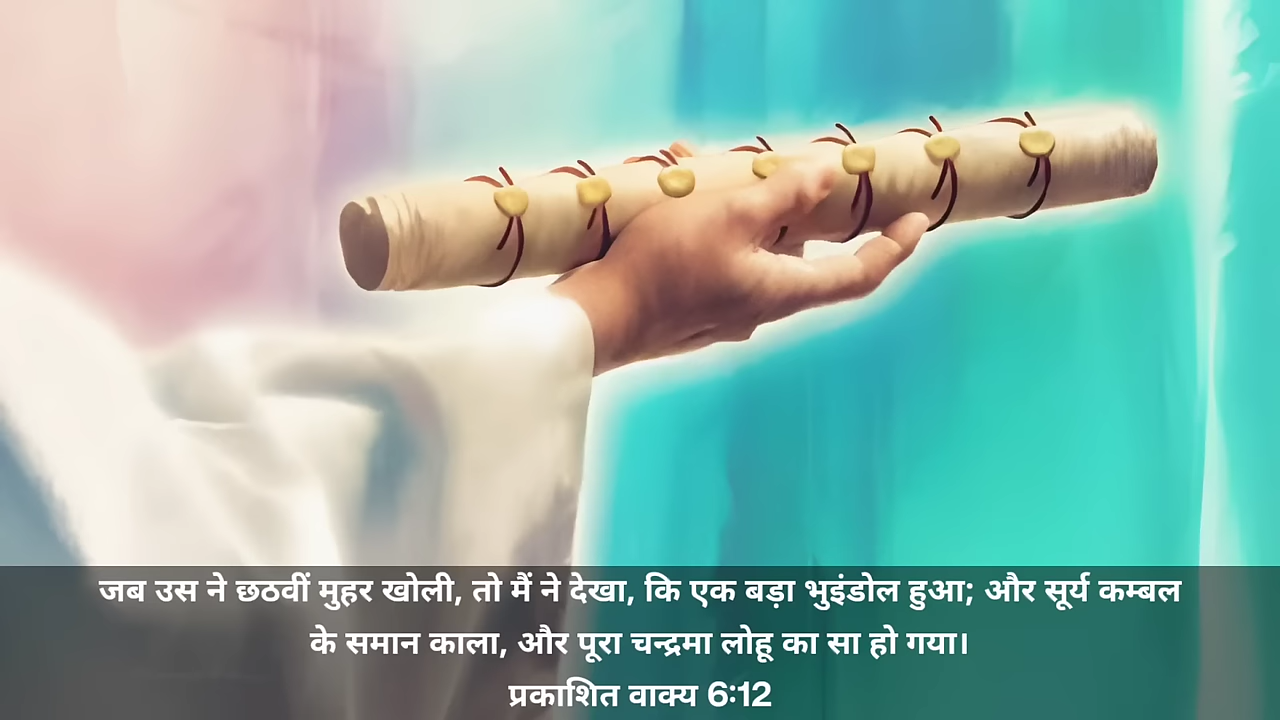 जब उस ने छठवीं मुहर खोली, तो मैं ने देखा, कि एक बड़ा भुइंडोल हुआ; और सूर्य कम्बल
के समान काला, और पूरा चन्द्रमा लोहू का सा हो गया।
प्रकाशित वाक्य 6:12